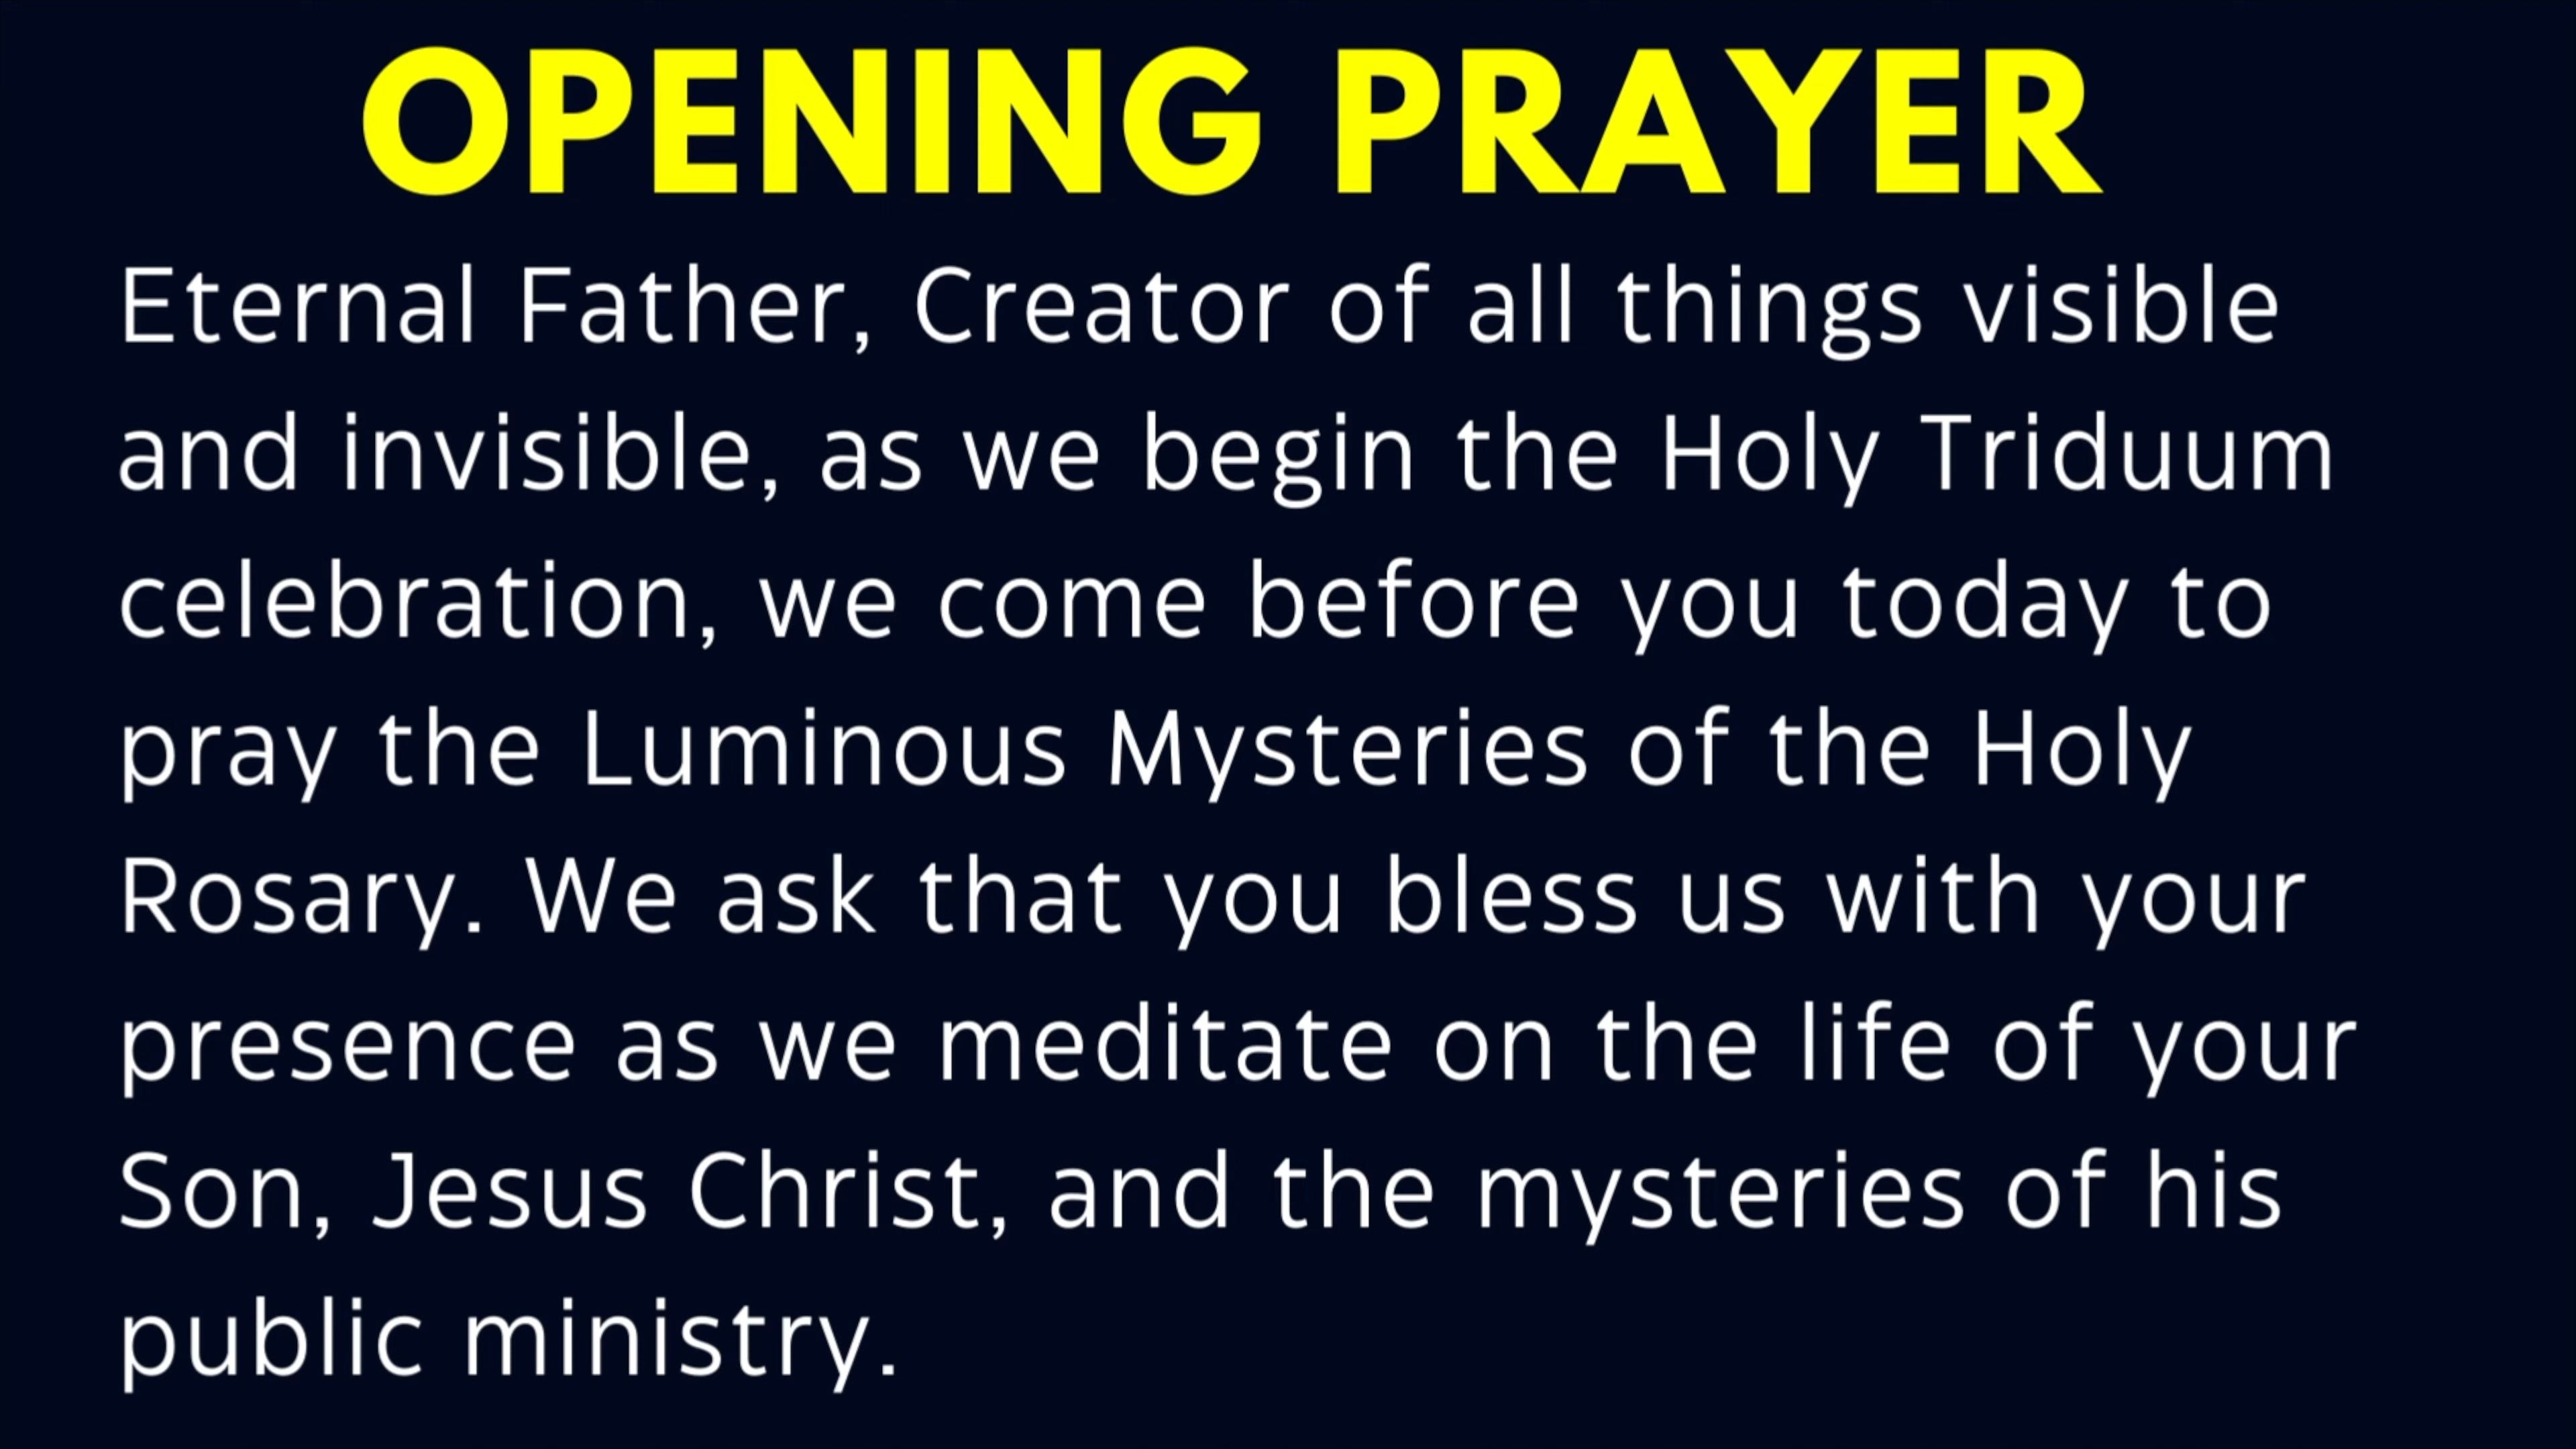 OPENING PRAYER
Eternal Father, Creator of all things visible
and invisible, as we begin the Holy Triduum
celebration, we come before you today to
pray the Luminous Mysteries of the Holy
Rosary. We ask that you bless us with your
presence as we meditate on the life of your
Son, Jesus Christ, and the mysteries of his
public ministry.